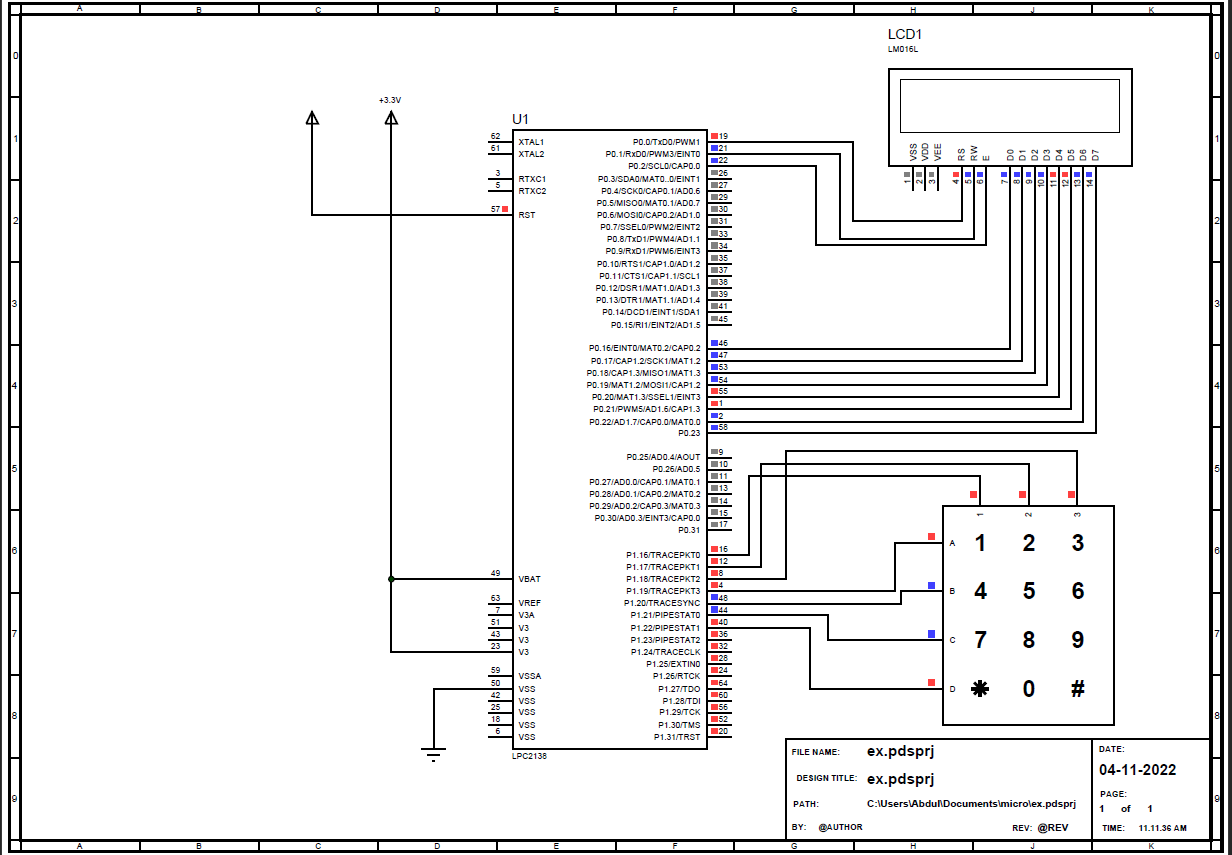 A B C D E F G H J K
0 0
LCD1
LM016L
+3.3V
1 1
U1
VSS VDD VEE RS RW E D0 D1 D2 D3 D4 D5 D6 D7
1 2 3 4 5 6 7 8 9 10 11 12 13 14
62 XTAL1 P0.0/TxD0/PWM1 19
61 XTAL2 P0.1/RxD0/PWM3/EINT0 21
P0.2/SCL0/CAP0.0 22
3 RTXC1 P0.3/SDA0/MAT0..0/EINT1 26
5 RTXC2 P0.4/SCK0/CAP0.1/AD0.6 27
P0.5/MISO0/MAT0.1/AD0.7 29
57 RST P0.6/MOSI0/CAP0.2/AD1.0 30
2 2
P0.7/SSEL0/PWM2/EINT2 31
P0.8/TxD1/PWM4/AD1.1 33
P0.9/RxD1/PWM6/EINT3 34
P0.10/RTS1/CAP1.0/AD1.2 35
P0.11/CTS1/CAP1.1/SCL1 37
P0.12/DSR1/MAT1.0/AD1.3 38
P0.13/DTR1/MAT1.1/AD1.4 39
3 3
P0.14/DCD1/EINT1/SDA1 41
P0.15/RI1/EINT2/AD1.5 45
P0.16/EINT0/MAT0.2/CAP0.2 46
P0.17/CAP1.2/SCK1/MAT1.2 47
P0.18/CAP1.3/MISO1/MAT1.3 53
P0.19/MAT1.2/MOSI1/CAP1.2 54
4 4
P0.20/MAT1.3/SSEL1/EINT3 55
P0.21/PWM5/AD1.6/CAP1.3 1
P0.22/AD1.7/CAP0.0/MAT0.0 2
P0.23 58
P0.25/AD0.4/AOUT 9
P0.26/AD0.5 10
5 5
P0.27/AD0.0/CAP0.1/MAT0.1 11
P0.28/AD0.1/CAP0.2/MAT0.2 13
P0.29/AD0.2/CAP0.3/MAT0.3 14
P0.30/AD0.3/EINT3/CAP0.0 15
P0.31 17
1 2 3
A 1 2 3
6 6
P1.16/TRACEPKT0 16
P1.17/TRACEPKT1 12
49 VBAT P1.18/TRACEPKT2 8
P1.19/TRACEPKT3 4
B 4 5 6
63 VREF P1.20/TRACESYNC 48
7 V3A P1.21/PIPESTAT0 44
51 V3 P1.22/PIPESTAT1 40
43 V3 P1.23/PIPESTAT2 36
7 7
C 7 8 9
23 V3 P1.24/TRACECLK 32
P1.25/EXTIN0 28
59 VSSA P1.26/RTCK 24
50 VSS P1.27/TDO 64
D * 0 #
42 VSS P1.28/TDI 60
25 VSS P1.29/TCK 56
8 8
18 VSS P1.30/TMS 52
6 VSS P1.31/TRST 20
LPC2138
FILE NAME: ex.pdsprj DATE:
04-11-2022
DESIGN TITLE: ex.pdsprj
9 9
PATH: C:\Users\Abdul\Documents\micro\ex.pdsprj PAGE:
1 of 1
BY: @AUTHOR REV: @REV TIME: 11.11.36 AM
A B C D E F G H J K